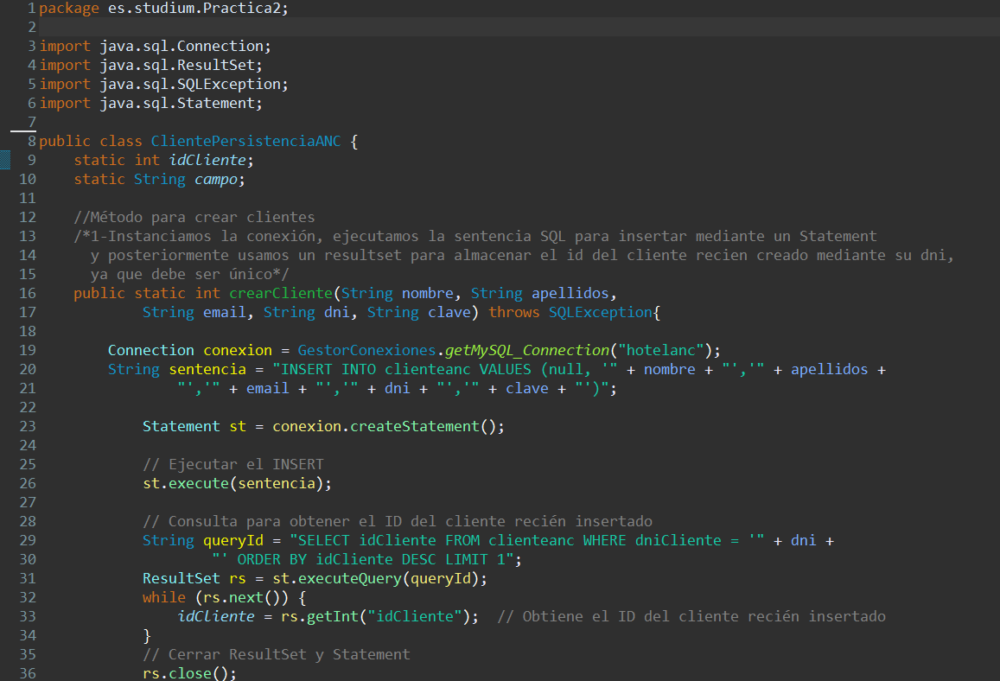 1 package es.studium.Practica2;
2
3 import java.sql.Connection;
4 import java.sql.ResultSet;
5 import java.sql.SQLException;
6 import java.sql.Statement;
7
8 public class ClientePersistenciaANC {
9     static int idCliente;
10     static String campo;
11
12     //Método para crear clientes
13     /*1-Instanciamos la conexión, ejecutamos la sentencia SQL para insertar mediante un Statement
14       y posteriormente usamos un resultset para almacenar el id del cliente recien creado mediante su dni,
15       ya que debe ser único*/
16     public static int crearCliente(String nombre, String apellidos,
17             String email, String dni, String clave) throws SQLException{
18
19         Connection conexion = GestorConexiones.getMySQL_Connection("hotelanc");
20         String sentencia = "INSERT INTO clienteanc VALUES (null, '" + nombre + "','" + apellidos +
21                 "','" + email + "','" + dni + "','" + clave + "')";
22
23             Statement st = conexion.createStatement();
24
25             // Ejecutar el INSERT
26             st.execute(sentencia);
27
28             // Consulta para obtener el ID del cliente recién insertado
29             String queryId = "SELECT idCliente FROM clienteanc WHERE dniCliente = '" + dni +
30                     "' ORDER BY idCliente DESC LIMIT 1";
31             ResultSet rs = st.executeQuery(queryId);
32             while (rs.next()) {
33                 idCliente = rs.getInt("idCliente");  // Obtiene el ID del cliente recién insertado
34             }
35             // Cerrar ResultSet y Statement
36             rs.close();